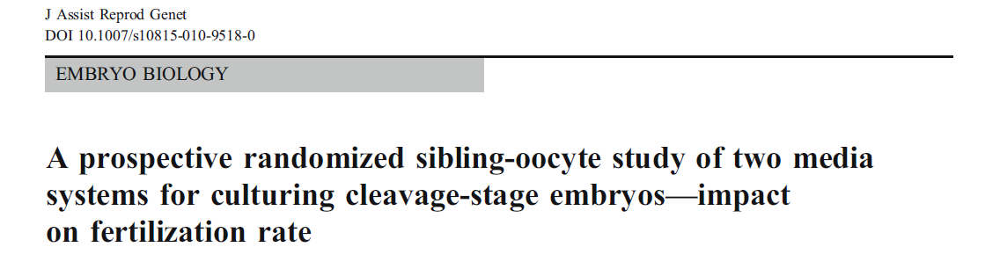 J Assist Reprod Genet
DOI 10.1007/s10815-010-9518-0
EMBRYO BIOLOGY
A prospective randomized sibling-oocyte study of two media
systems for culturing cleavage-stage embryos—impact
on fertilization rate